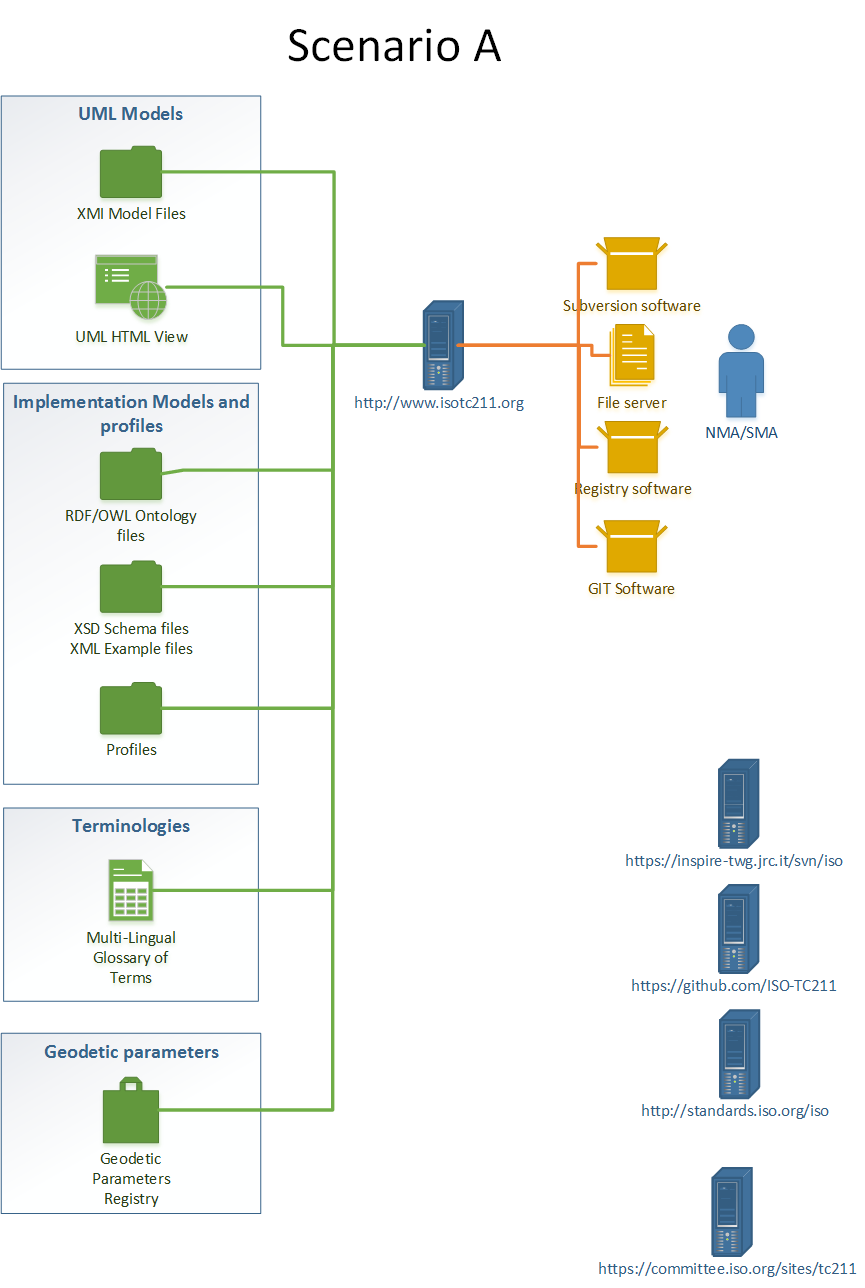 Scenario A
UML Models
XMI Model Files
UML HTML View
Implementation Models and
profiles
RDF/OWL Ontology
files
XSD Schema files
XML Example files
Profiles
Terminologies
Multi-Lingual
Glossary of
Terms
Geodetic parameters
Geodetic
Parameters
Registry
http://www.isotc211.org
Subversion software
File server
Registry software
GIT Software
NMA/SMA
https://inspire-twg.jrc.it/svn/iso
https://github.com/ISO-TC211
http://standards.iso.org/iso
https://committee.iso.org/sites/tc211